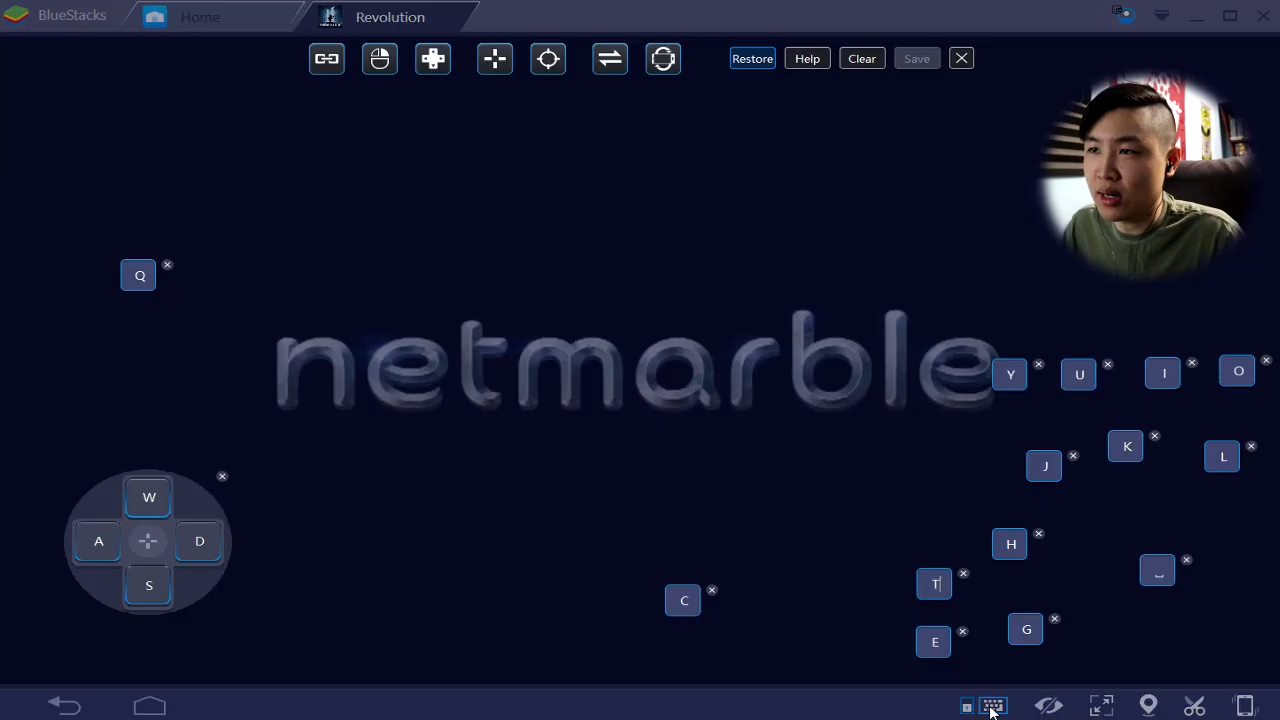 BlueStacks
Home
Revolution
Restore
Help
Clear
Save
Q
netmarble
Y
U
I
O
K
J
L
W
A
D
S
H
T
C
G
E